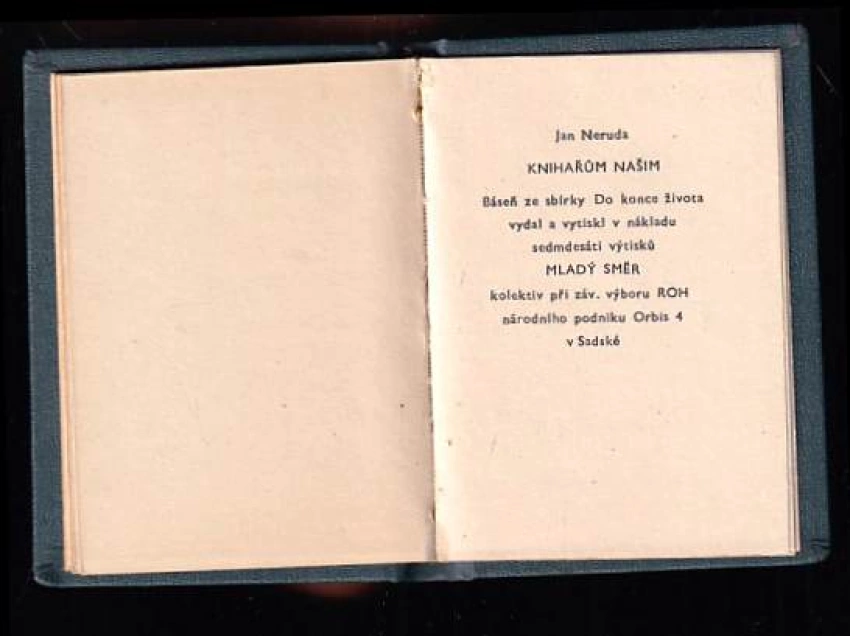 Jan Neruda
KNIHAŘŮM NAŠIM
Báseň ze sbírky Do konce života
vydal a vytiskl v nákladu
sedmdesáti výtisků
MLADÝ SMĚR
kolektiv při záv. výboru ROH
národního podniku Orbis 4
v Sadské